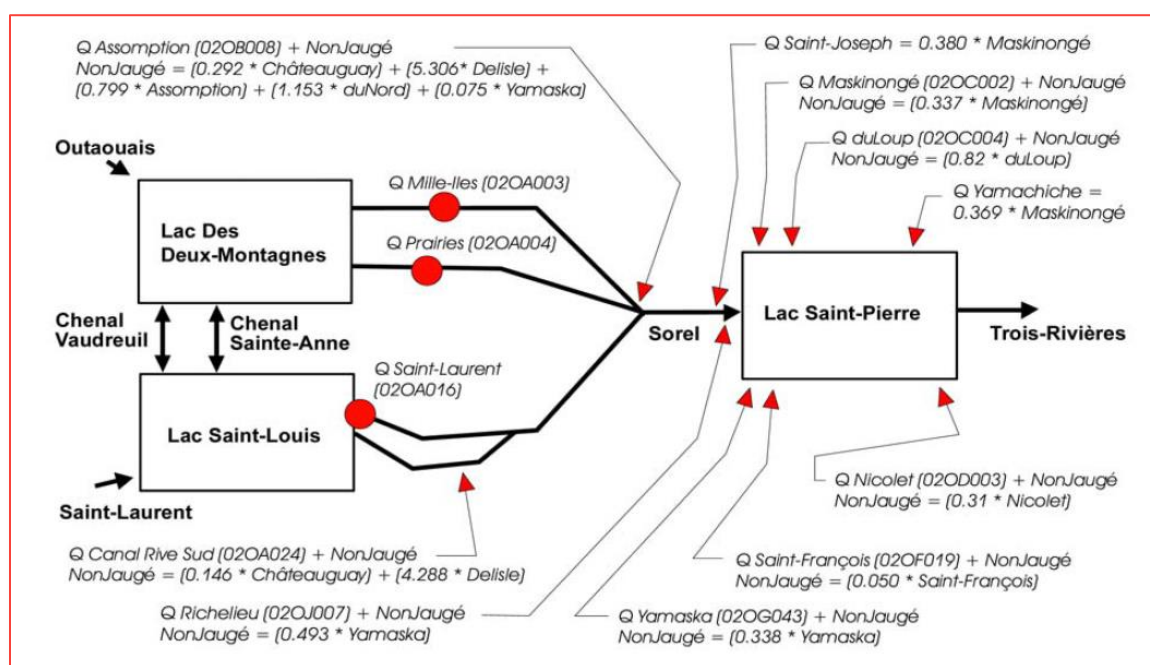 Q Assomption (02OB008) + NonJaugé
NonJaugé = (0.292 * Châteauguay) + (5.306* Delisle) +
(0.799 * Assomption) + (1.153 * duNord) + (0.075 * Yamaska)
Q Saint-Joseph = 0.380 * Maskinongé
Q Maskinongé (02OC002) + NonJaugé
NonJaugé = (0.337 * Maskinongé)
Q duLoup (02OC004) + NonJaugé
NonJaugé = (0.82 * duLoup)
Q Yamachiche =
0.369 * Maskinongé
Outaouais
Q Mille-Iles (02OA003)
Lac Des
Deux-Montagnes
Q Prairies (02OA004)
Chenal
Vaudreuil
Chenal
Sainte-Anne
Sorel
Lac Saint-Pierre
Trois-Rivières
Q Saint-Laurent
(02OA016)
Lac Saint-Louis
Saint-Laurent
Q Nicolet (02OD003) + NonJaugé
NonJaugé = (0.31 * Nicolet)
Q Canal Rive Sud (02OA024) + NonJaugé
NonJaugé = (0.146 * Châteauguay) + (4.288 * Delisle)
Q Saint-François (02OF019) + NonJaugé
NonJaugé = (0.050 * Saint-François)
Q Richelieu (02OJ007) + NonJaugé
NonJaugé = (0.493 * Yamaska)
Q Yamaska (02OG043) + NonJaugé
NonJaugé = (0.338 * Yamaska)